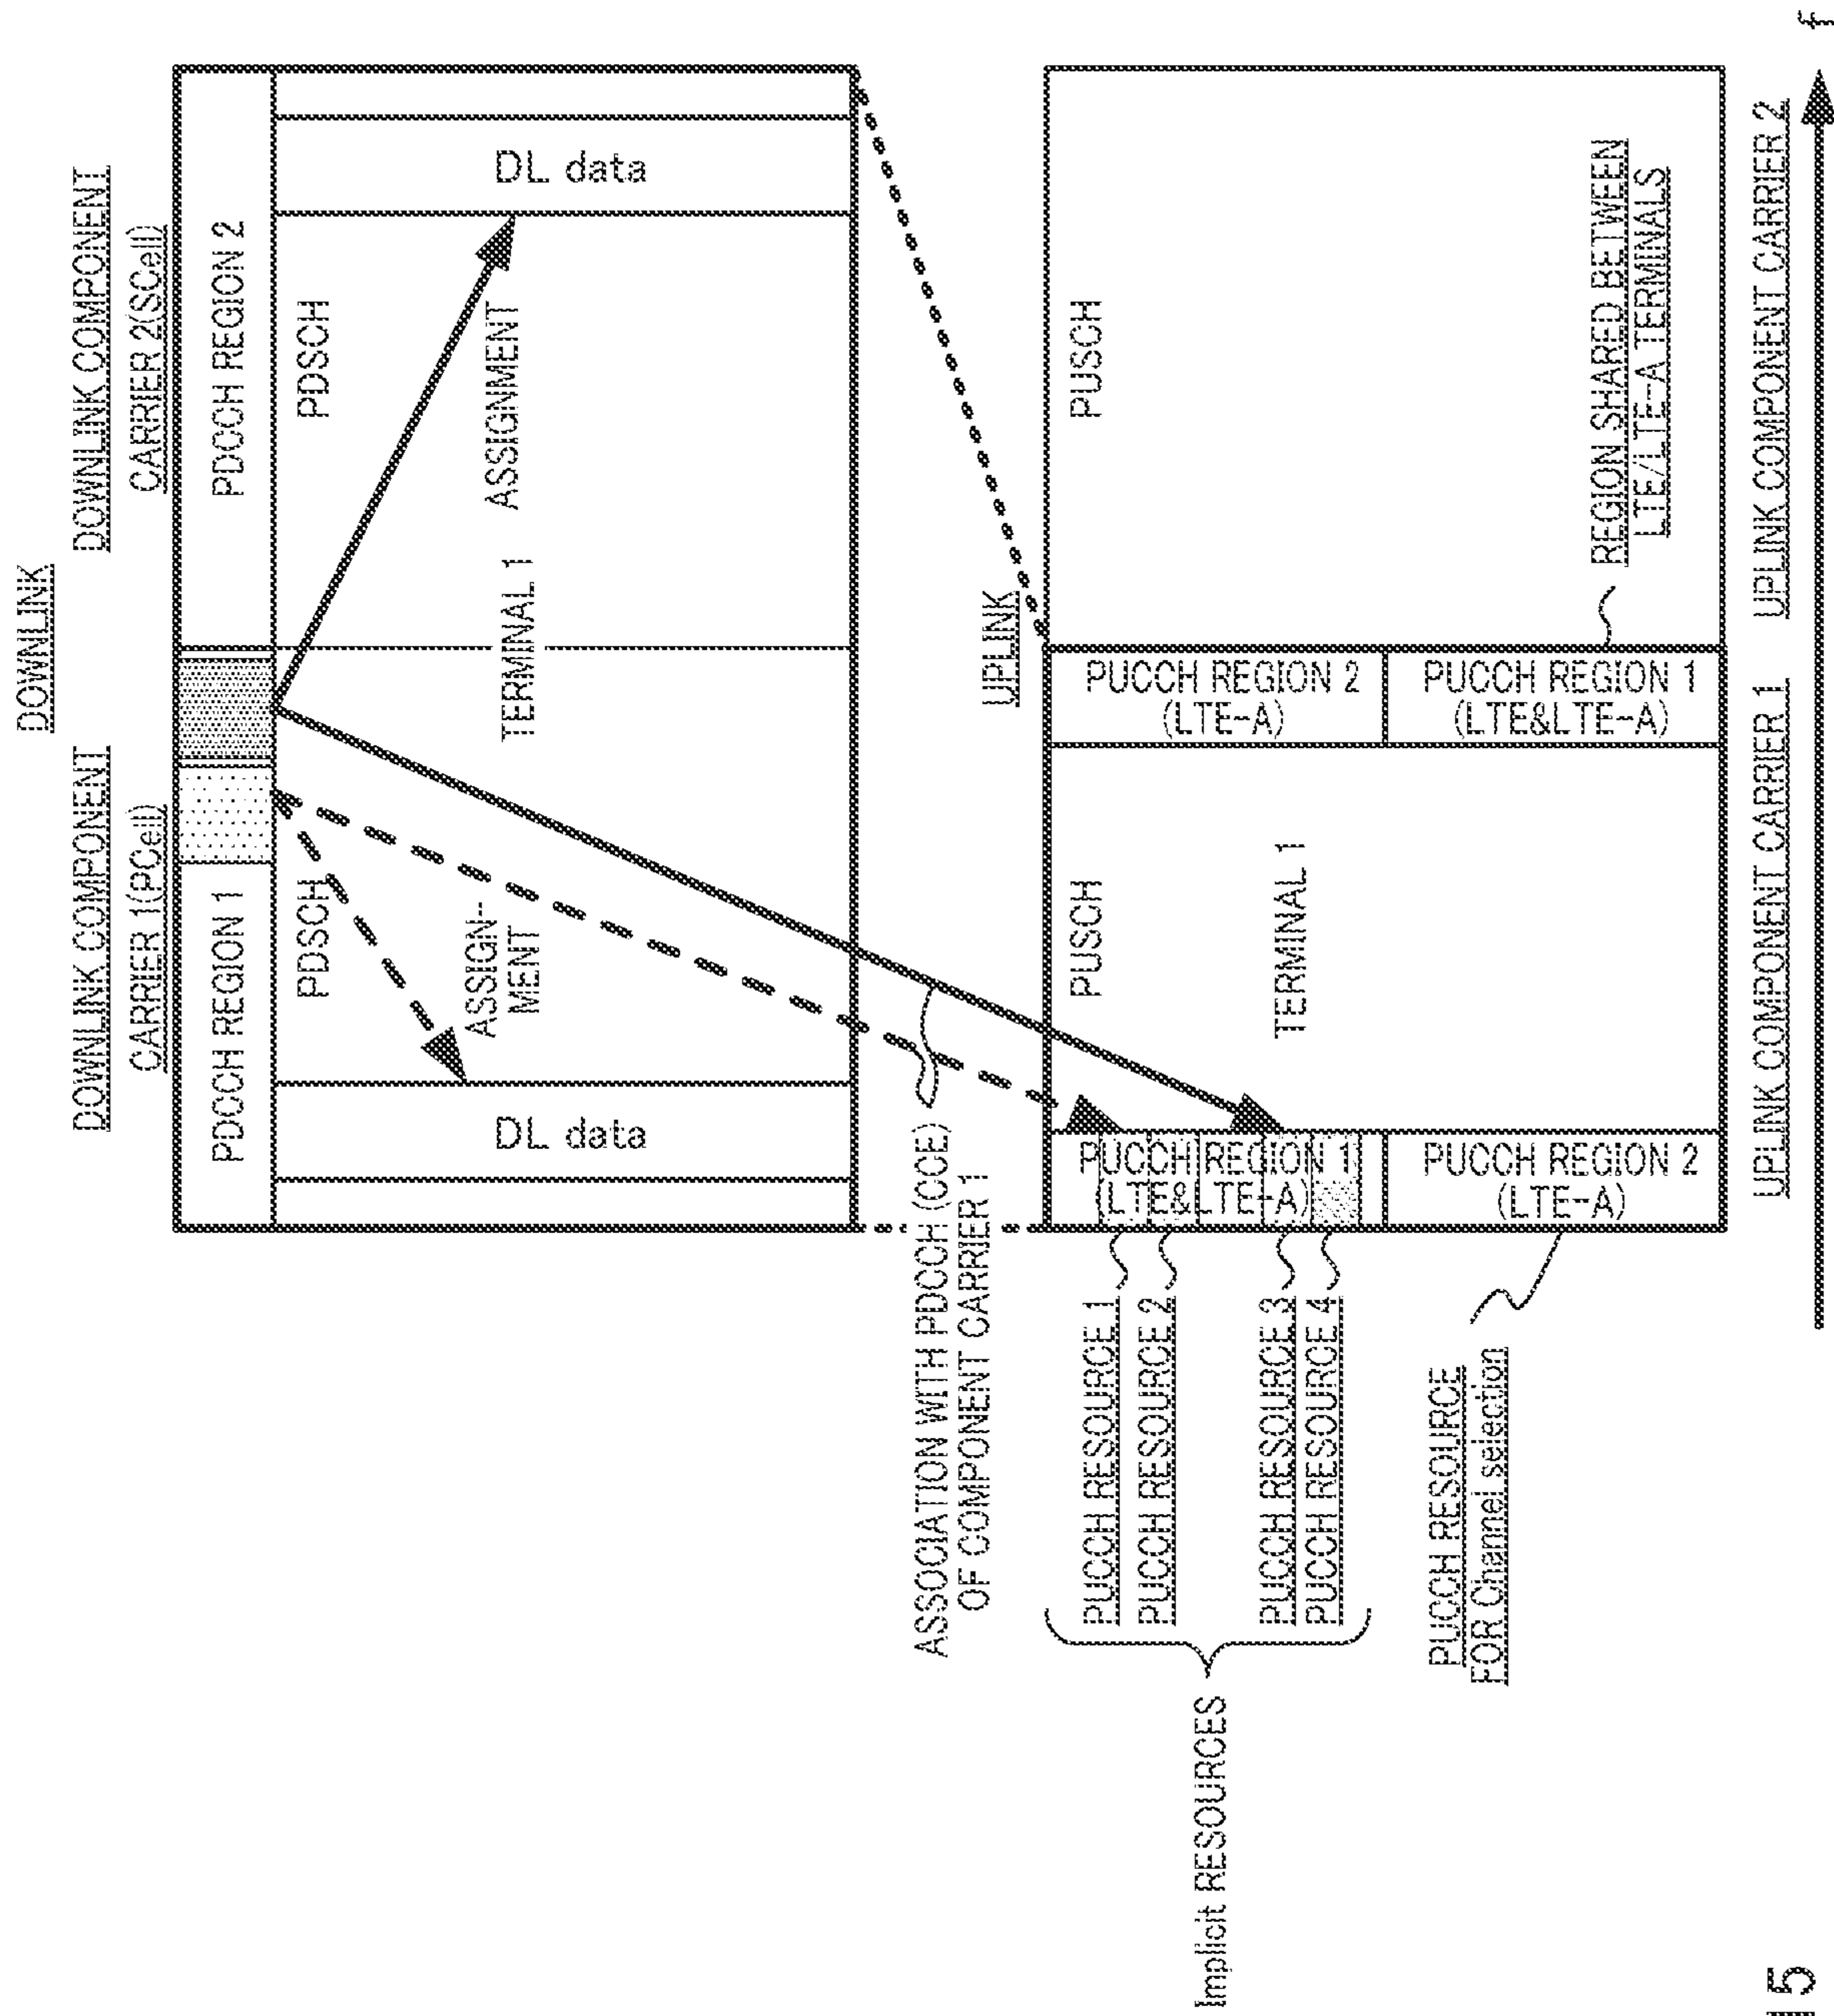 DOWNLINK
DOWNLINK COMPONENT
CARRIER 1(PCell)
DOWNLINK COMPONENT
CARRIER 2(SCell)
PDCCH REGION 1
PDCCH REGION 2
PDSCH
PDSCH
ASSIGN-
MENT
TERMINAL 1
ASSIGNMENT
DL data
DL data
ASSOCIATION WITH PDCCH (CCE)
OF COMPONENT CARRIER 1
UPLINK
PUCCH REGION 1
(LTE&LTE-A)
PUCCH REGION 2
(LTE-A)
PUSCH
TERMINAL 1
PUCCH REGION 2
(LTE-A)
PUCCH REGION 1
(LTE&LTE-A)
PUSCH
REGION SHARED BETWEEN
LTE/LTE-A TERMINALS
Implicit RESOURCES
PUCCH RESOURCE 1
PUCCH RESOURCE 2
PUCCH RESOURCE 3
PUCCH RESOURCE 4
PUCCH RESOURCE
FOR Channel selection
UPLINK COMPONENT CARRIER 1
UPLINK COMPONENT CARRIER 2
f
15